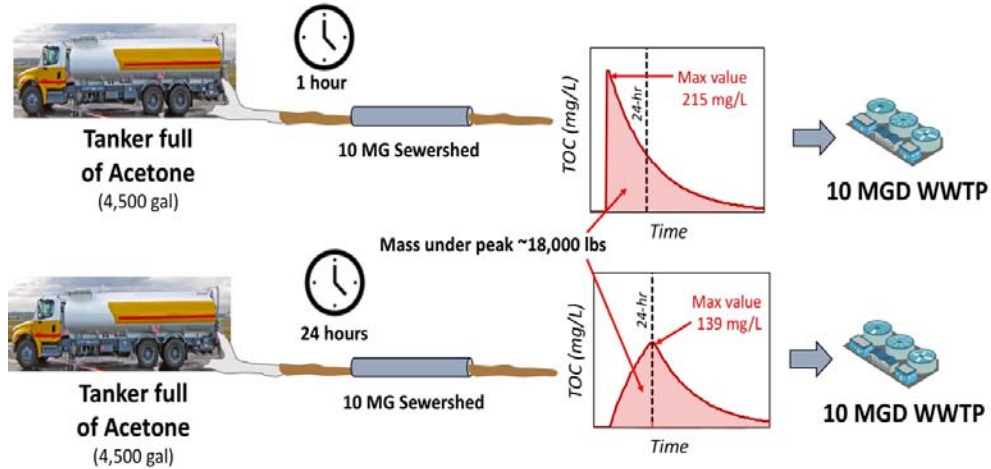 1 hour
Tanker full
of Acetone
(4,500 gal)
10 MG Sewershed
TOC (mg/L)
24-hr
Max value
215 mg/L
Time
10 MGD WWTP
Mass under peak ~18,000 lbs
24 hours
Tanker full
of Acetone
(4,500 gal)
10 MG Sewershed
TOC (mg/L)
24-hr
Max value
139 mg/L
Time
10 MGD WWTP